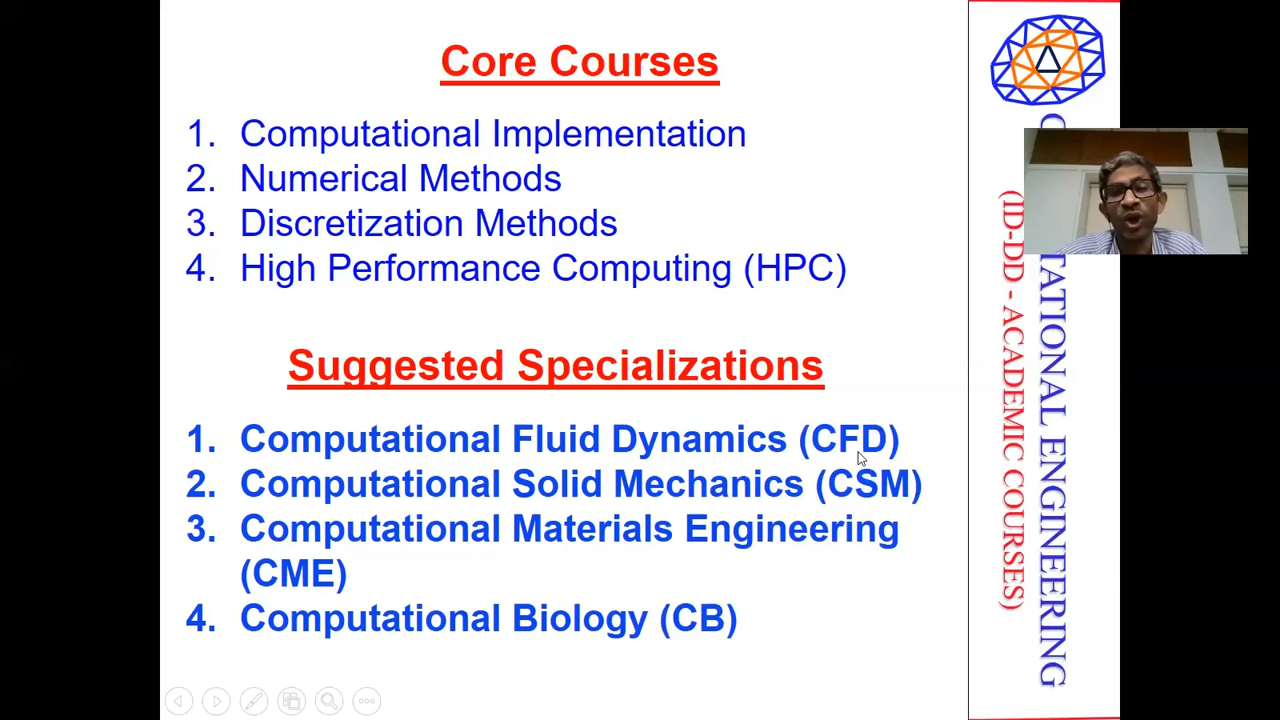 Core Courses
1. Computational Implementation
2. Numerical Methods
3. Discretization Methods
4. High Performance Computing (HPC)
Suggested Specializations
1. Computational Fluid Dynamics (CFD)
2. Computational Solid Mechanics (CSM)
3. Computational Materials Engineering
(CME)
4. Computational Biology (CB)
TATIONAL ENGINEERING
(ID-DD - ACADEMIC COURSES)